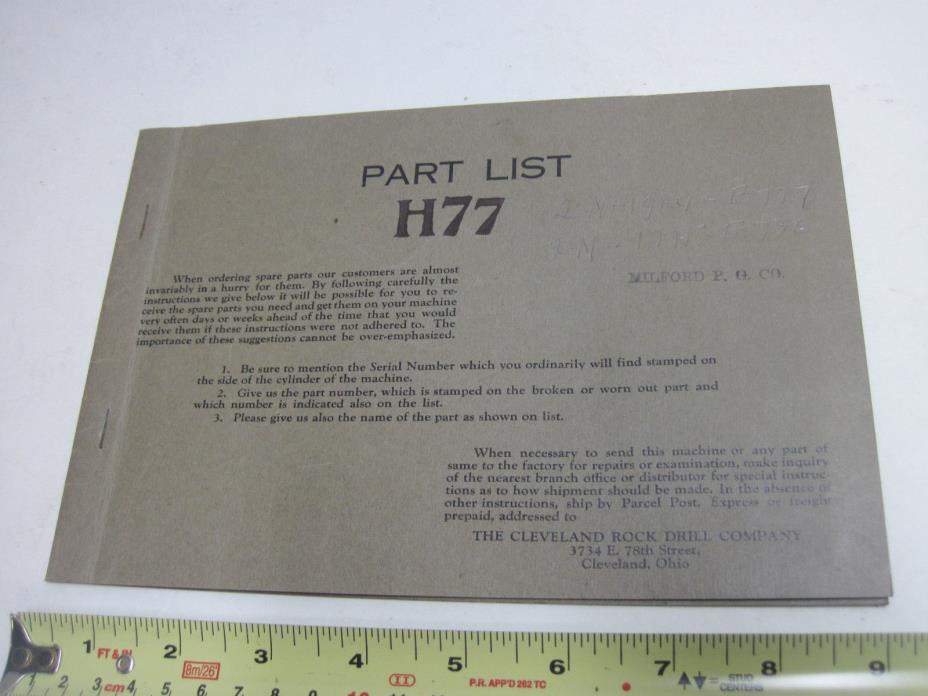 PART LIST
H77
MILFORD P. G. CO.
When ordering spare parts our customers are almost
invariably in a hurry for them. By following carefully the
instructions we give below it will be possible for you to re-
ceive the spare parts you need and get them on your machine
very often days or weeks ahead of the time that you would
receive them if these instructions were not adhered to. The
importance of these suggestions cannot be over-emphasized.
1. Be sure to mention the Serial Number which you ordinarily will find stamped on
the side of the cylinder of the machine.
2. Give us the part number, which is stamped on the broken or worn out part and
which number is indicated also on the list.
3. Please give us also the name of the part as shown on list.
When necessary to send this machine or any part of
same to the factory for repairs or examination, make inquiry
of the nearest branch office or distributor for special instruc-
tions as to how shipment should be made. In the absence of
other instructions, ship by Parcel Post, Express or freight
prepaid, addressed to
THE CLEVELAND ROCK DRILL COMPANY
3734 E. 78th Street,
Cleveland, Ohio
1 FT & IN 2 3 4 5 6 7 8 9
8m/26'
P.R. APP'D 262 TC
STUD
CENTERS
1 2 3 cm 4 5 6 7 8 9 10 11